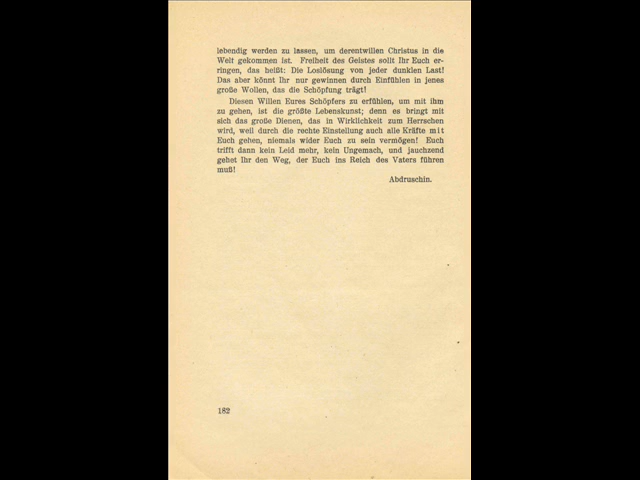 lebendig werden zu lassen, um derentwillen Christus in die
Welt gekommen ist. Freiheit des Geistes sollt Ihr Euch er-
ringen, das heißt: Die Loslösung von jeder dunklen Last!
Das aber könnt Ihr nur gewinnen durch Einfühlen in jenes
große Wollen, das die Schöpfung trägt!
Diesen Willen Eures Schöpfers zu erfühlen, um mit ihm
zu gehen, ist die größte Lebenskunst; denn es bringt mit
sich das große Dienen, das in Wirklichkeit zum Herrschen
wird, weil durch die rechte Einstellung auch alle Kräfte mit
Euch gehen, niemals wider Euch zu sein vermögen! Euch
trifft dann kein Leid mehr, kein Ungemach, und jauchzend
gehet Ihr den Weg, der Euch ins Reich des Vaters führen
muß!
Abdruschin.
182